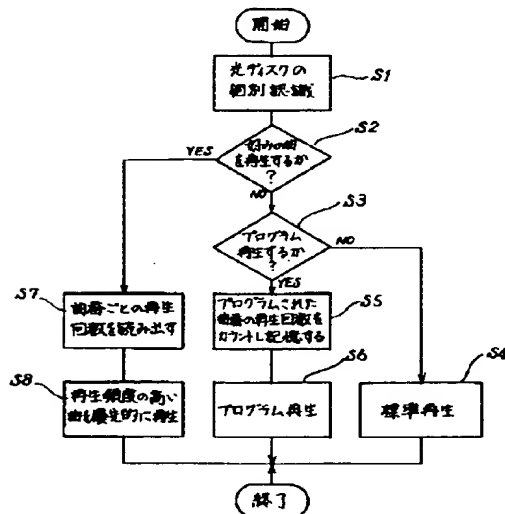 開始
光ディスクの
個別認識
S1
好みの曲
を再生するか
?
S2
YES
NO
プログラム
再生するか
?
S3
NO
YES
曲番ごとの再生
回数を読み出す
S7
プログラムされた
曲番の再生回数を
カウントし記憶する
S5
再生頻度の高い
曲を優先的に再生
S8
プログラム再生
S6
標準再生
S4
終了